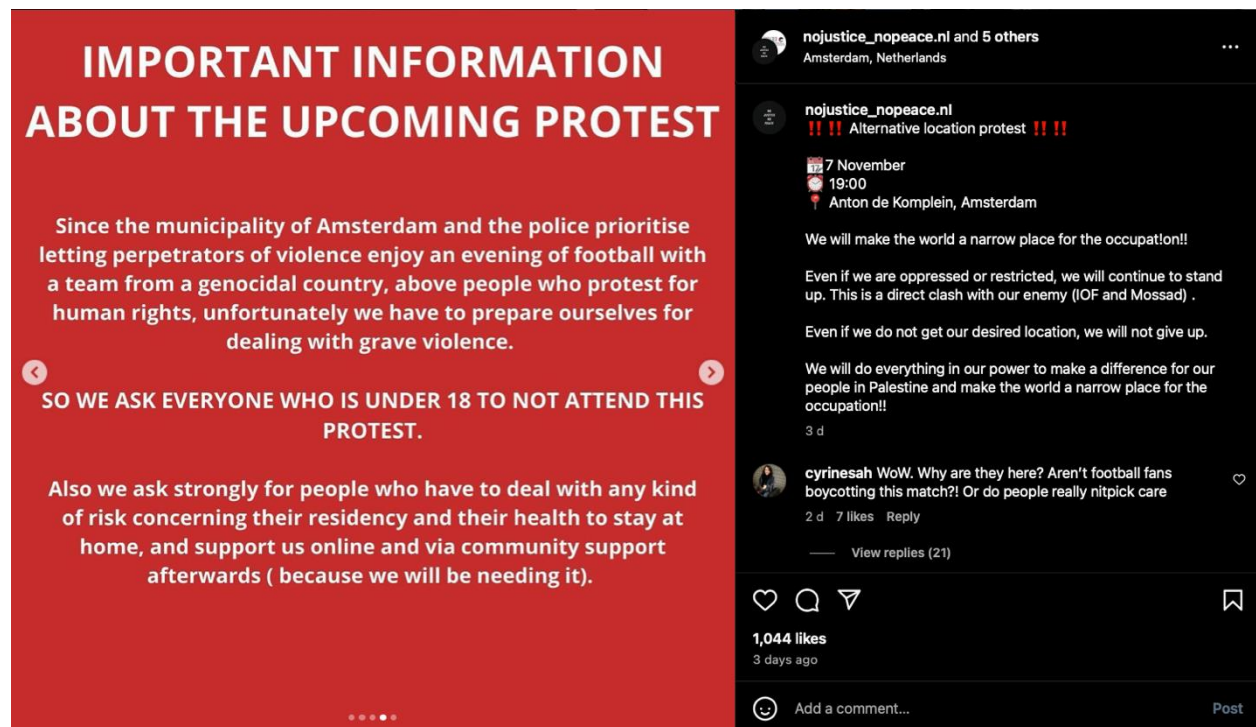 IMPORTANT INFORMATION
ABOUT THE UPCOMING PROTEST
Since the municipality of Amsterdam and the police prioritise
letting perpetrators of violence enjoy an evening of football with
a team from a genocidal country, above people who protest for
human rights, unfortunately we have to prepare ourselves for
dealing with grave violence.
SO WE ASK EVERYONE WHO IS UNDER 18 TO NOT ATTEND THIS
PROTEST.
Also we ask strongly for people who have to deal with any kind
of risk concerning their residency and their health to stay at
home, and support us online and via community support
afterwards ( because we will be needing it).
nojustice_nopeace.nl and 5 others
Amsterdam, Netherlands
nojustice_nopeace.nl
‼️ ‼️ Alternative location protest ‼️ ‼️
📆7 November
⏰ 19:00
📍 Anton de Komplein, Amsterdam
We will make the world a narrow place for the occupat!on!!
Even if we are oppressed or restricted, we will continue to stand
up. This is a direct clash with our enemy (IOF and Mossad) .
Even if we do not get our desired location, we will not give up.
We will do everything in our power to make a difference for our
people in Palestine and make the world a narrow place for the
occupation!!
3 d
cyrinesah WoW. Why are they here? Aren't football fans
boycotting this match?! Or do people really nitpick care
2 d 7 likes Reply
View replies (21)
1,044 likes
3 days ago
Add a comment... Post